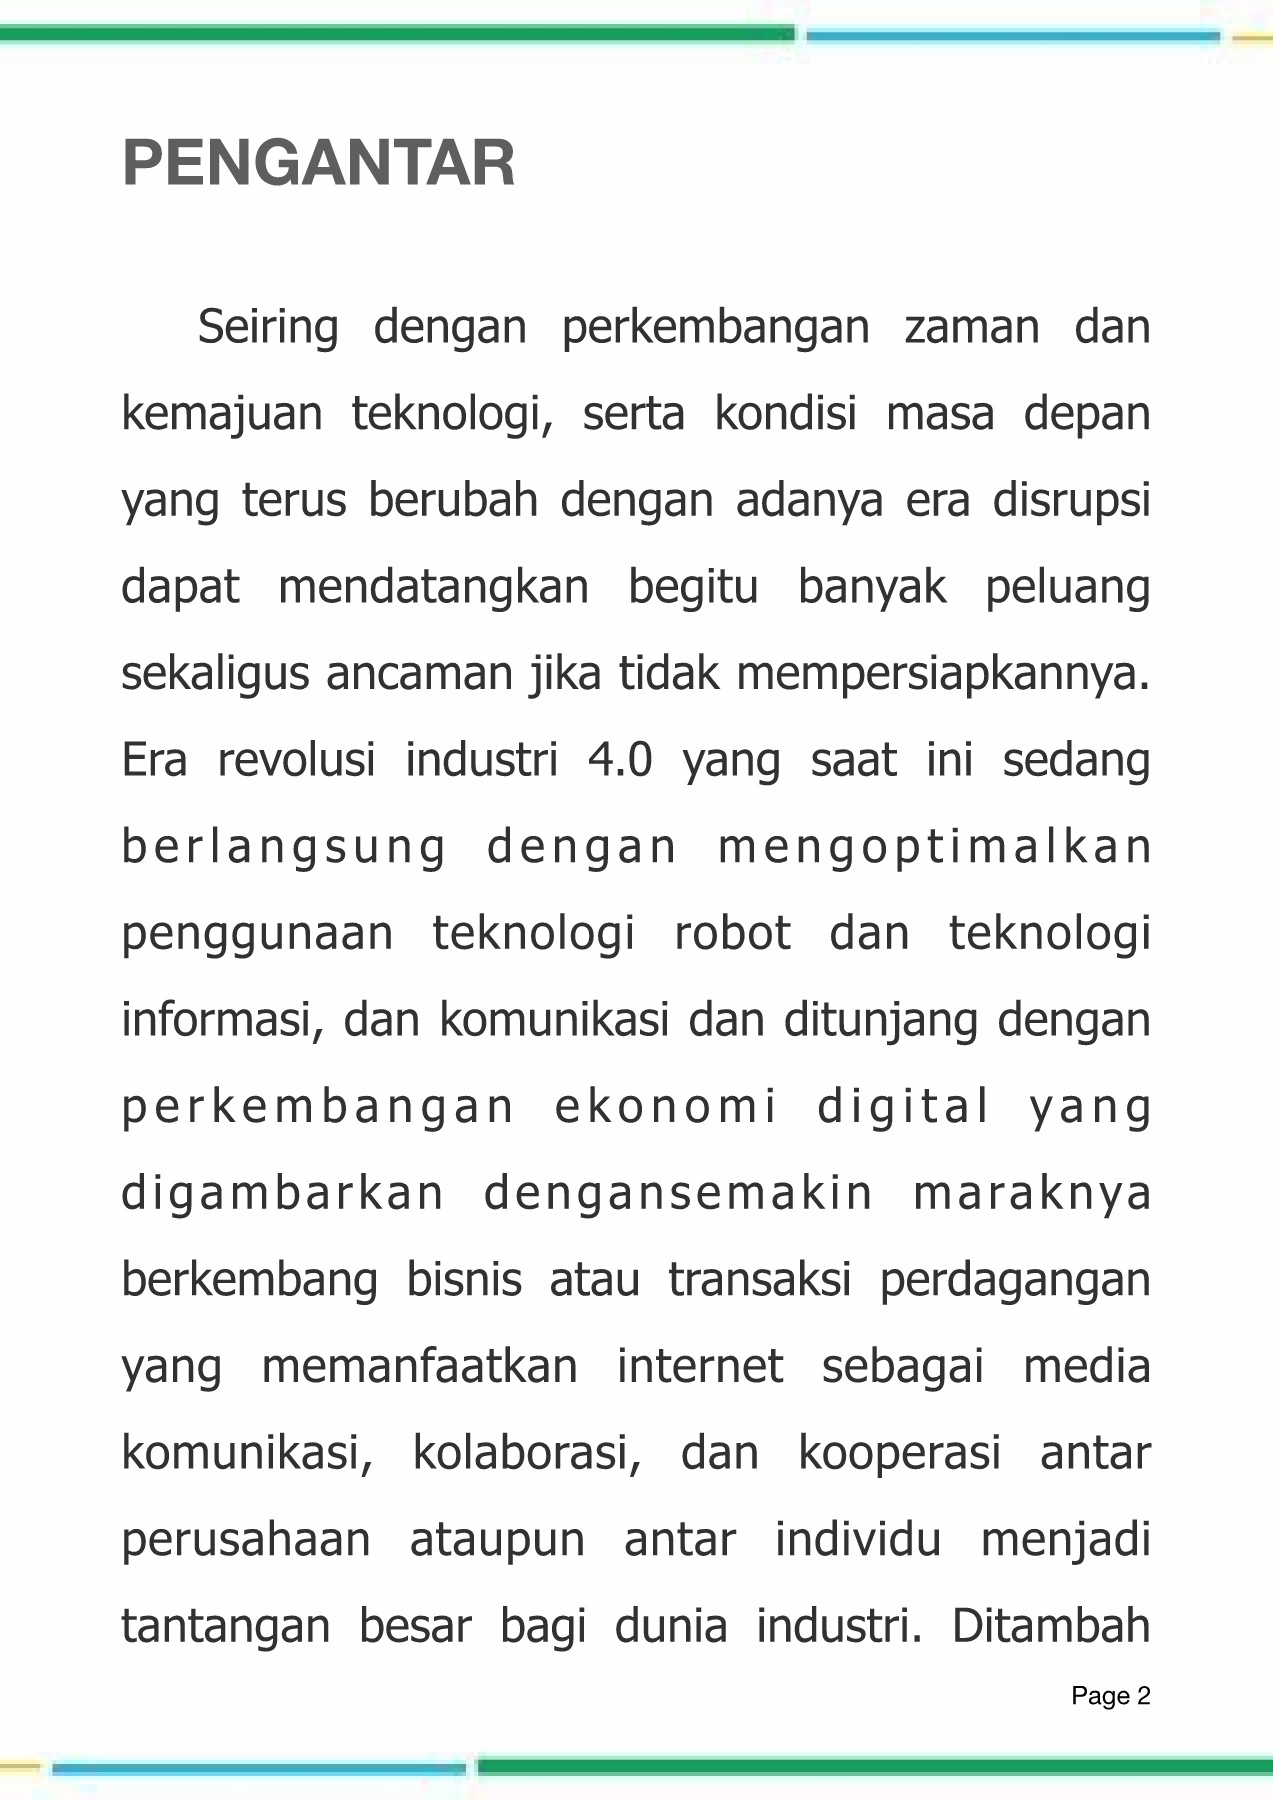 PENGANTAR
Seiring dengan perkembangan zaman dan
kemajuan teknologi, serta kondisi masa depan
yang terus berubah dengan adanya era disrupsi
dapat mendatangkan begitu banyak peluang
sekaligus ancaman jika tidak mempersiapkannya.
Era revolusi industri 4.0 yang saat ini sedang
berlangsung dengan mengoptimalkan
penggunaan teknologi robot dan teknologi
informasi, dan komunikasi dan ditunjang dengan
perkembangan ekonomi digital yang
digambarkan dengansemakin maraknya
berkembang bisnis atau transaksi perdagangan
yang memanfaatkan internet sebagai media
komunikasi, kolaborasi, dan kooperasi antar
perusahaan ataupun antar individu menjadi
tantangan besar bagi dunia industri. Ditambah
Page 2